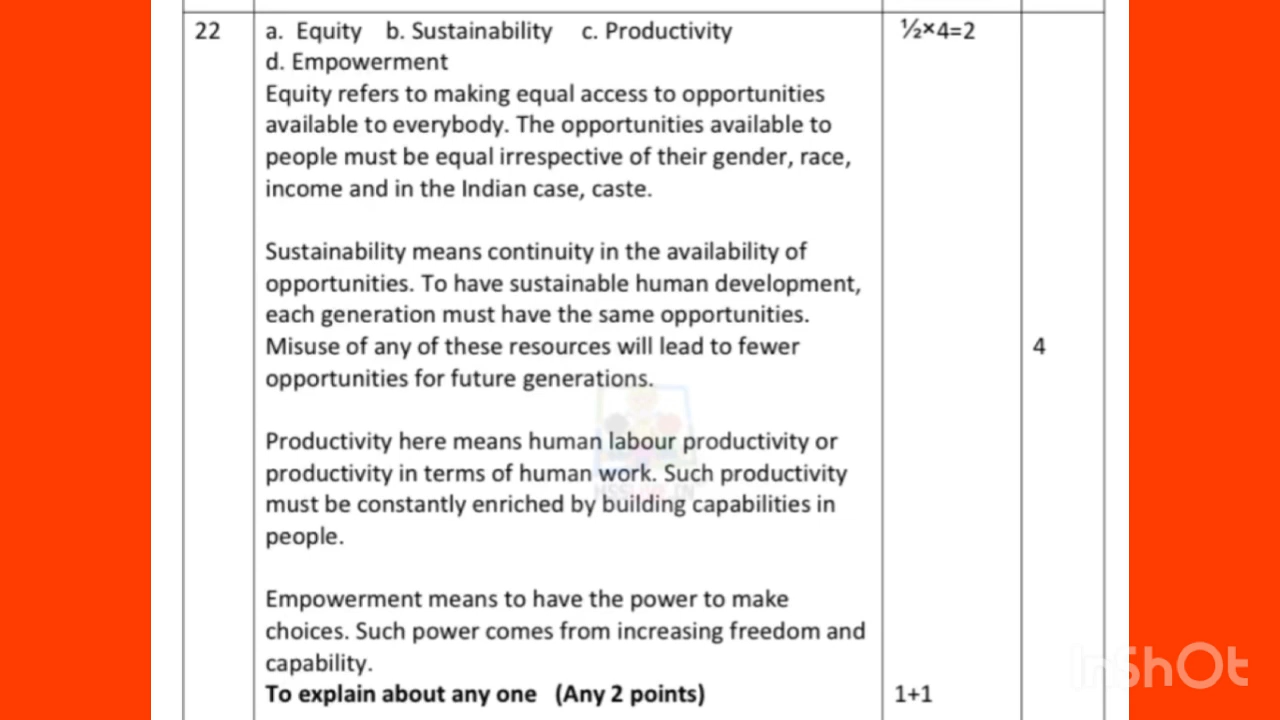 22 a. Equity b. Sustainability c. Productivity ½×4=2
d. Empowerment
Equity refers to making equal access to opportunities
available to everybody. The opportunities available to
people must be equal irrespective of their gender, race,
income and in the Indian case, caste.
Sustainability means continuity in the availability of
opportunities. To have sustainable human development,
each generation must have the same opportunities.
Misuse of any of these resources will lead to fewer 4
opportunities for future generations.
Productivity here means human labour productivity or
productivity in terms of human work. Such productivity
must be constantly enriched by building capabilities in
people.
Empowerment means to have the power to make
choices. Such power comes from increasing freedom and
capability.
To explain about any one (Any 2 points) 1+1
InShOt